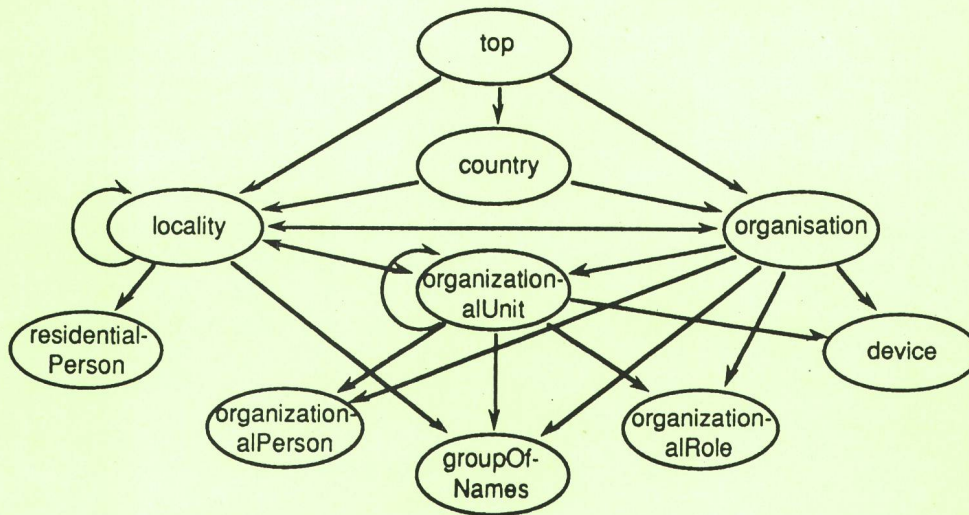 top
country
locality
organisation
organization-
alUnit
residential-
Person
device
organization-
alPerson
organization-
alRole
groupOf-
Names